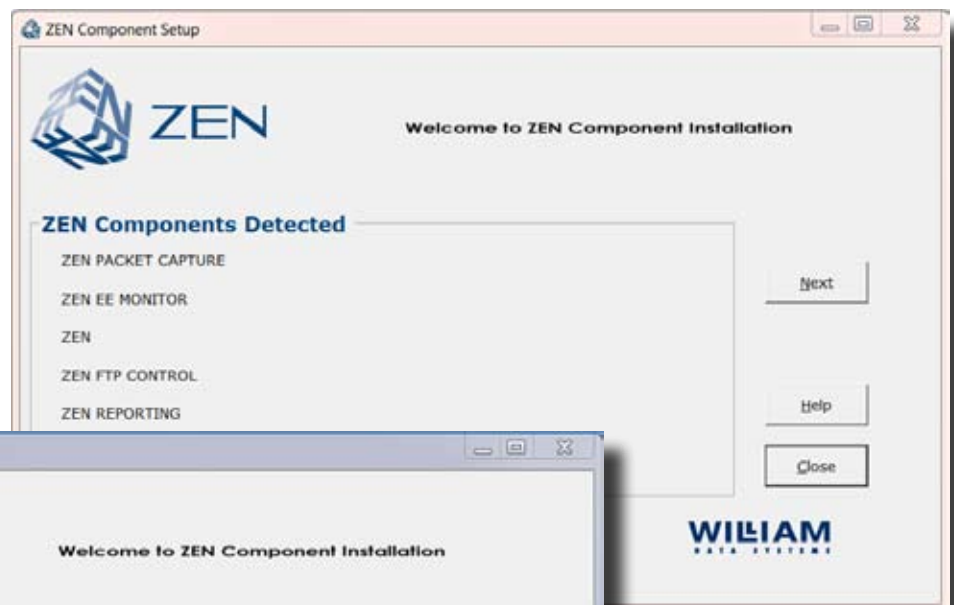 ZEN Component Setup
ZEN
Welcome to ZEN Component Installation
ZEN Components Detected
ZEN PACKET CAPTURE
ZEN EE MONITOR
ZEN
ZEN FTP CONTROL
ZEN REPORTING
Next
Help
Close
WILLIAM
DATA SYSTEMS
Welcome to ZEN Component Installation